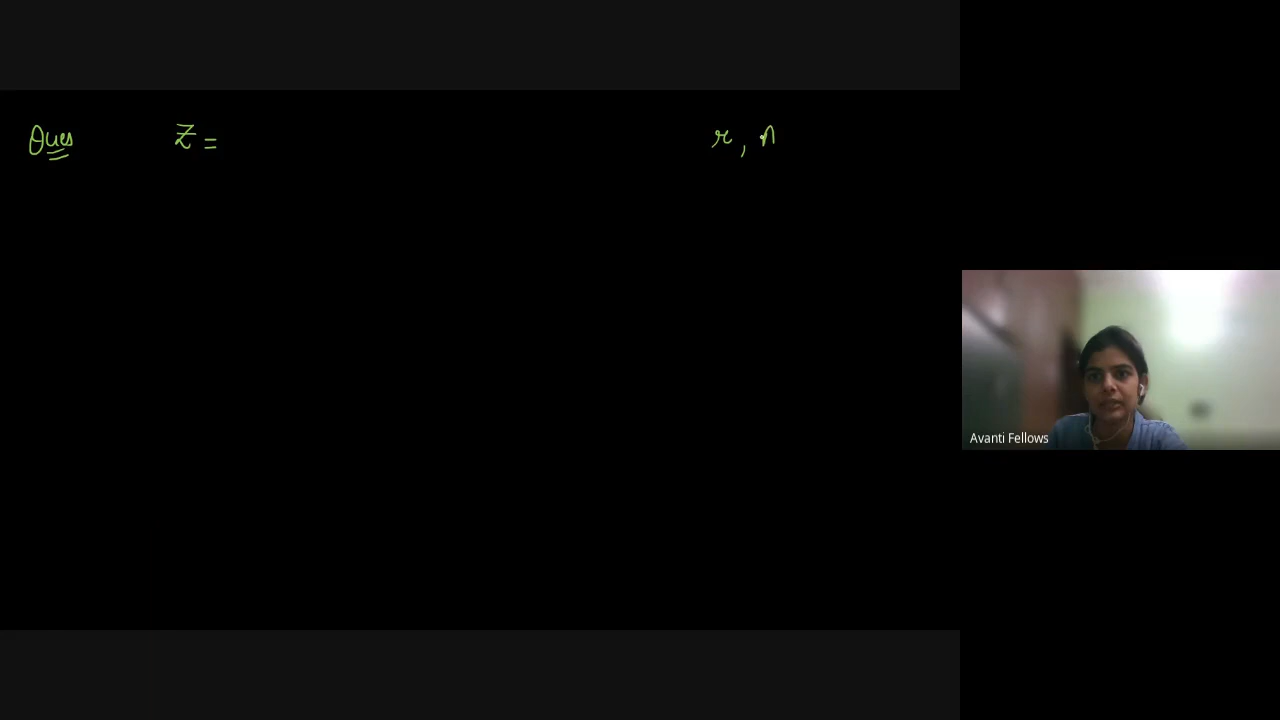 Ques Z = r, n
Avanti Fellows